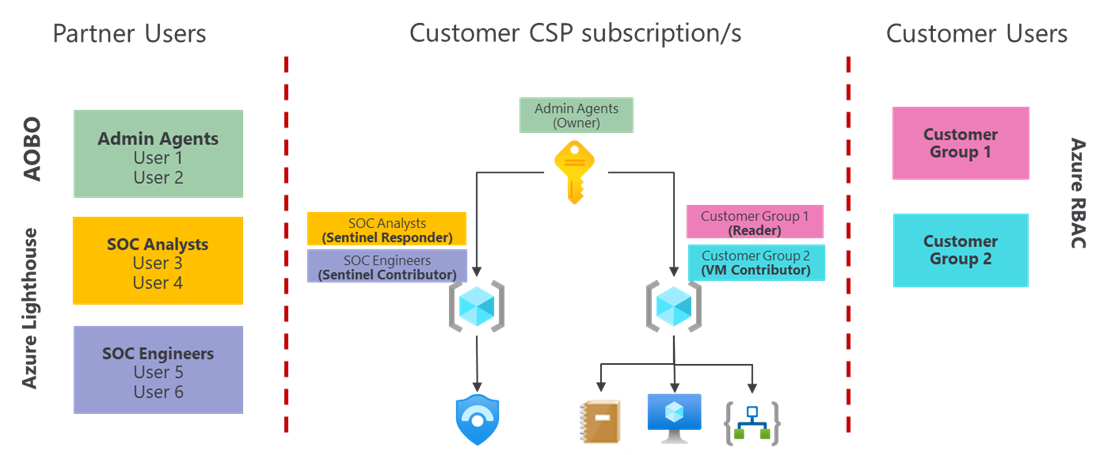 Partner Users
Customer CSP subscription/s
Customer Users
AOBO
Admin Agents
User 1
User 2
Azure Lighthouse
SOC Analysts
User 3
User 4
SOC Engineers
User 5
User 6
Admin Agents
(Owner)
SOC Analysts
(Sentinel Responder)
SOC Engineers
(Sentinel Contributor)
Customer Group 1
(Reader)
Customer Group 2
(VM Contributor)
Customer
Group 1
Customer
Group 2
Azure RBAC